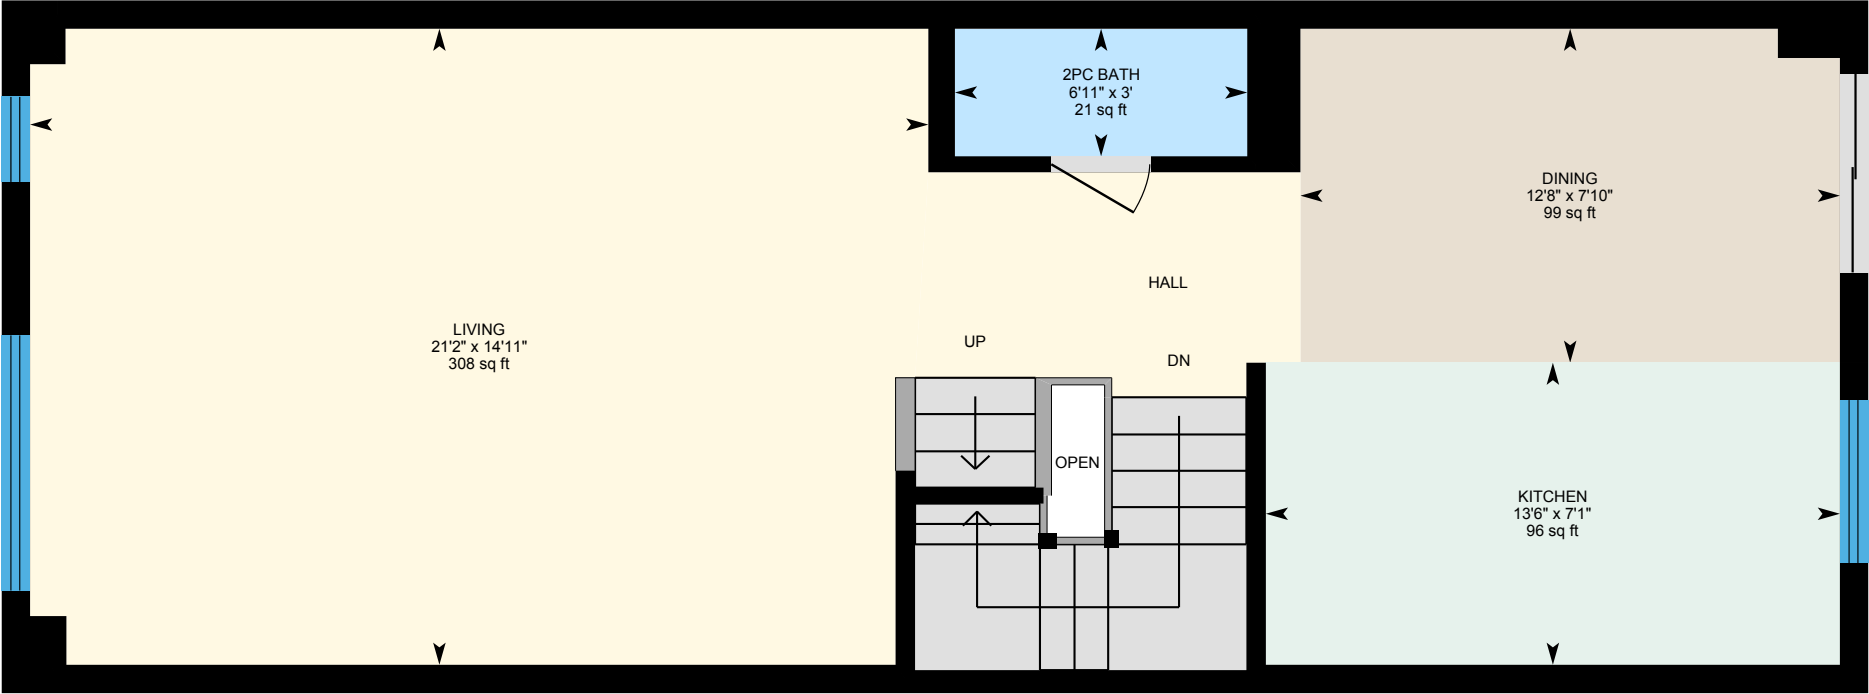 2PC BATH
6'11" x 3'
21 sq ft
DINING
12'8" x 7'10"
99 sq ft
HALL
LIVING
21'2" x 14'11"
308 sq ft
UP
DN
OPEN
KITCHEN
13'6" x 7'1"
96 sq ft